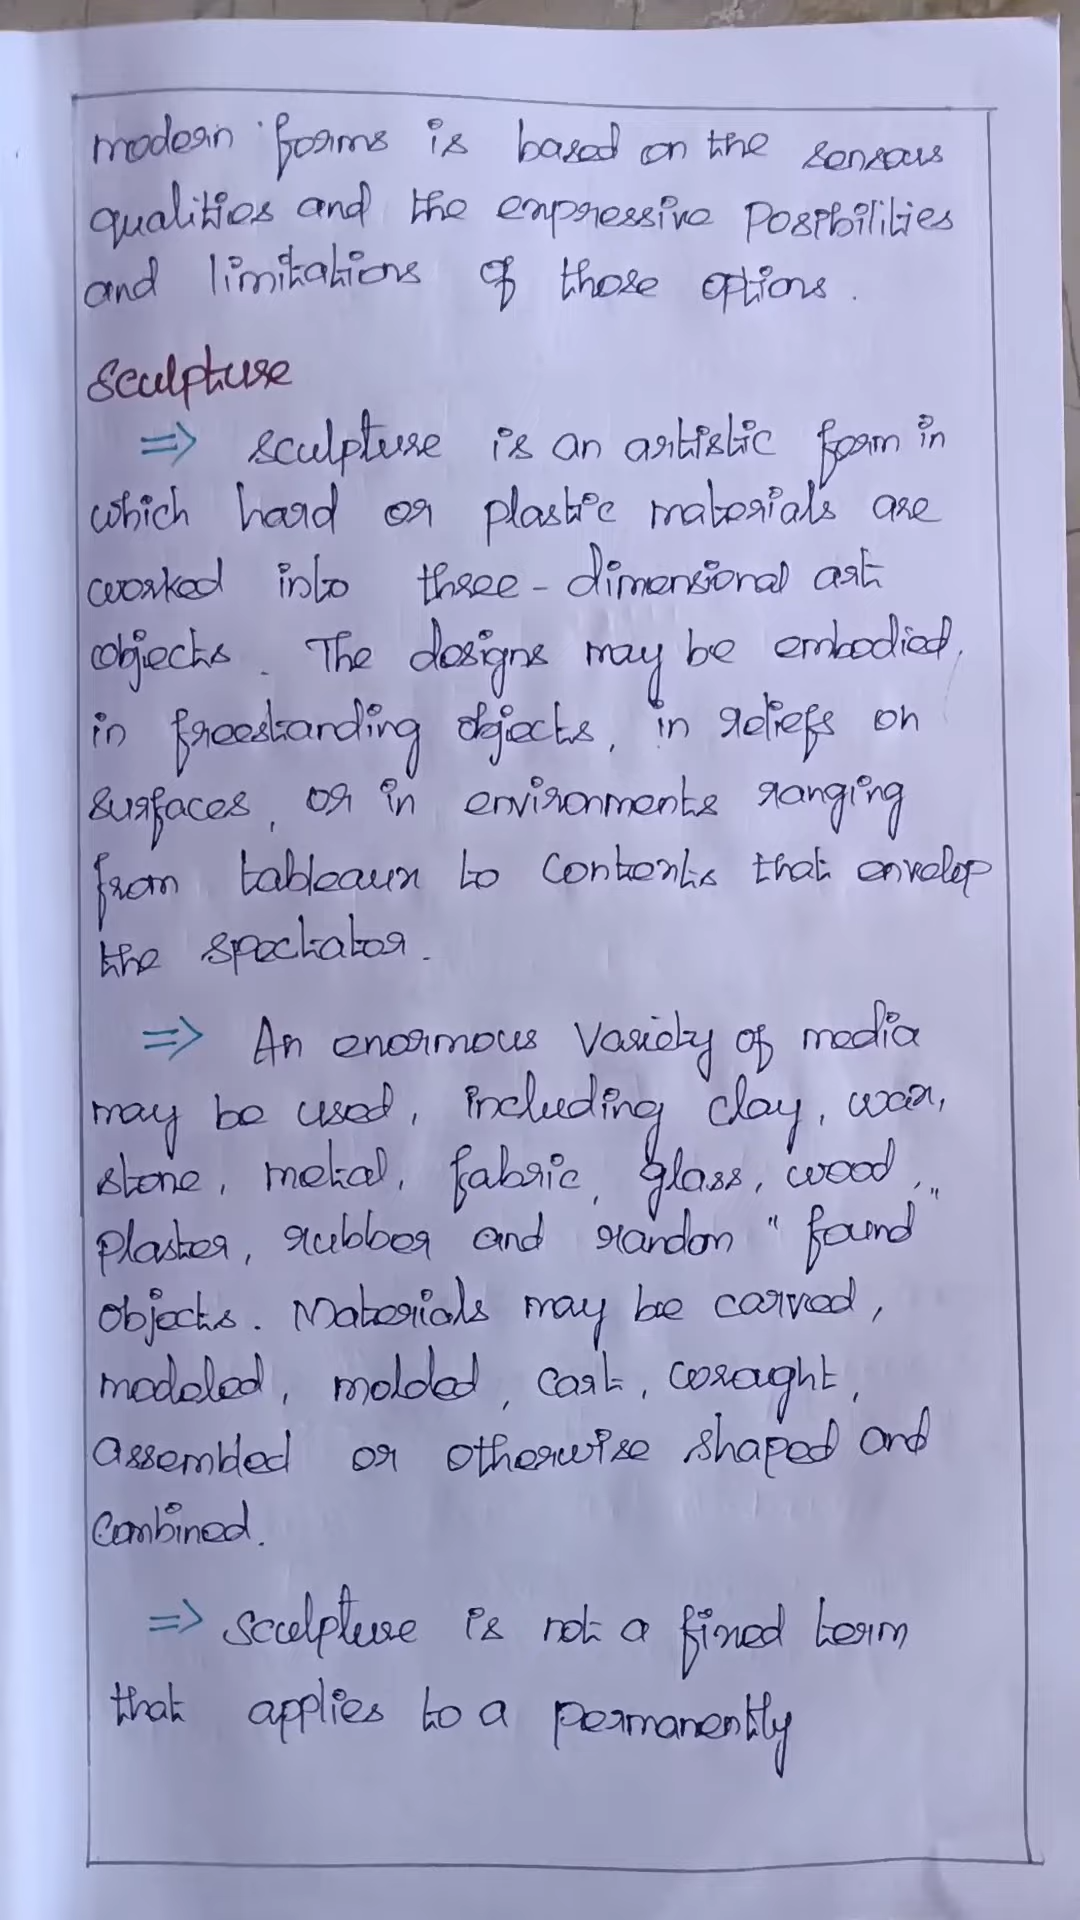 modern forms is based on the sensous
qualities and the expressive Possibilities
and limitations of those options.
Sculpture
⇒ sculpture is an artistic form in
which hard or plastic materials are
worked into three-dimensional art
objects. The designs may be embodied,
in freestanding objects, in reliefs on
surfaces, or in environments ranging
from tableaux to contexts that envelop
the spectator.
⇒ An enormous Variety of media
may be used, including clay, wax,
stone, metal, fabric, glass, wood,
plaster, rubber and random "found"
objects. Materials may be carved,
modeled, molded, cast, wrought,
assembled or otherwise shaped and
Combined.
⇒ sculpture is not a fixed term
that applies to a permanently